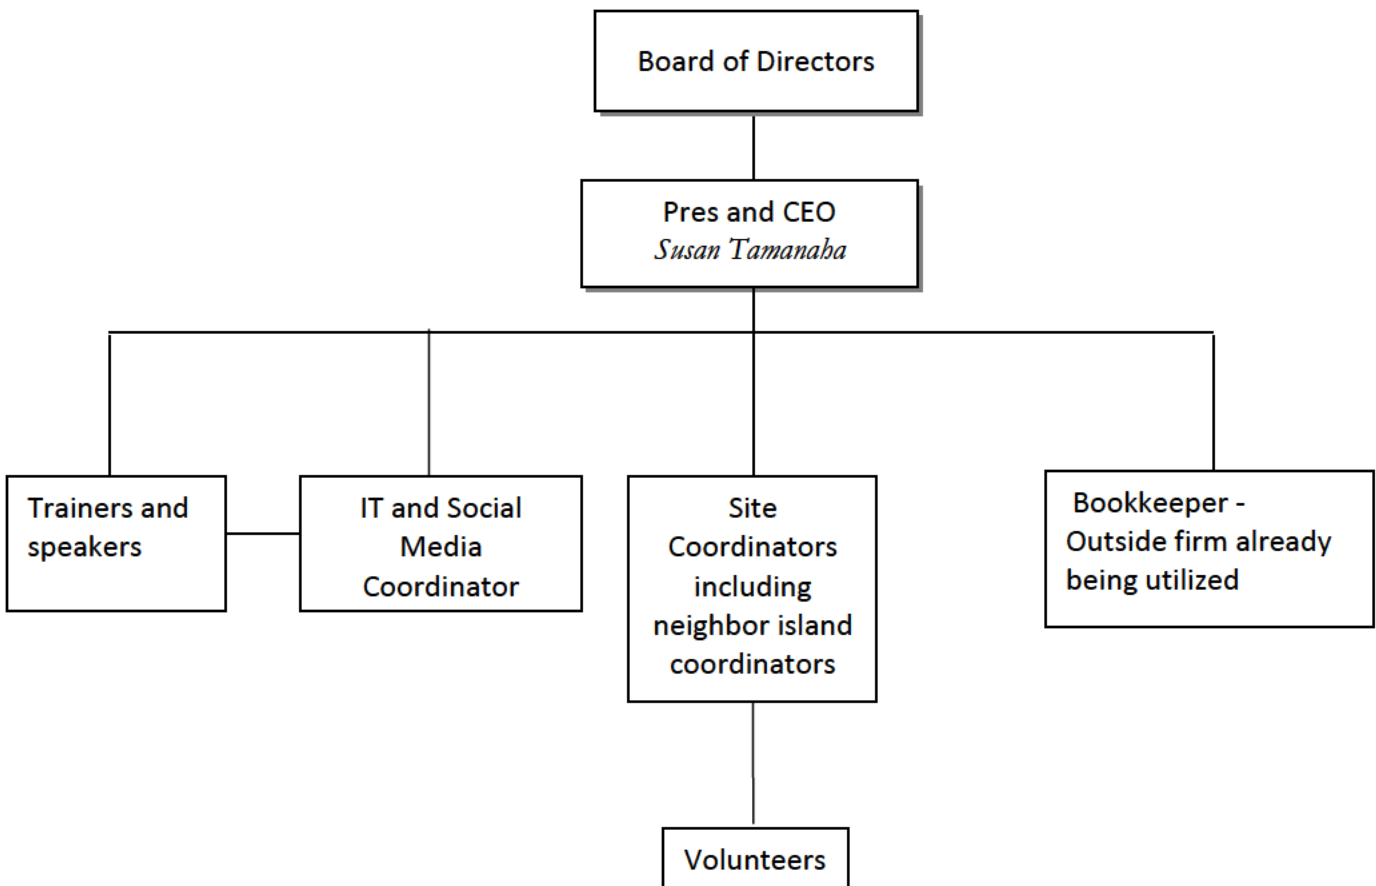 Board of Directors
Pres and CEO
Susan Tamanaha
Trainers and
speakers
IT and Social
Media
Coordinator
Site
Coordinators
including
neighbor island
coordinators
Bookkeeper -
Outside firm already
being utilized
Volunteers